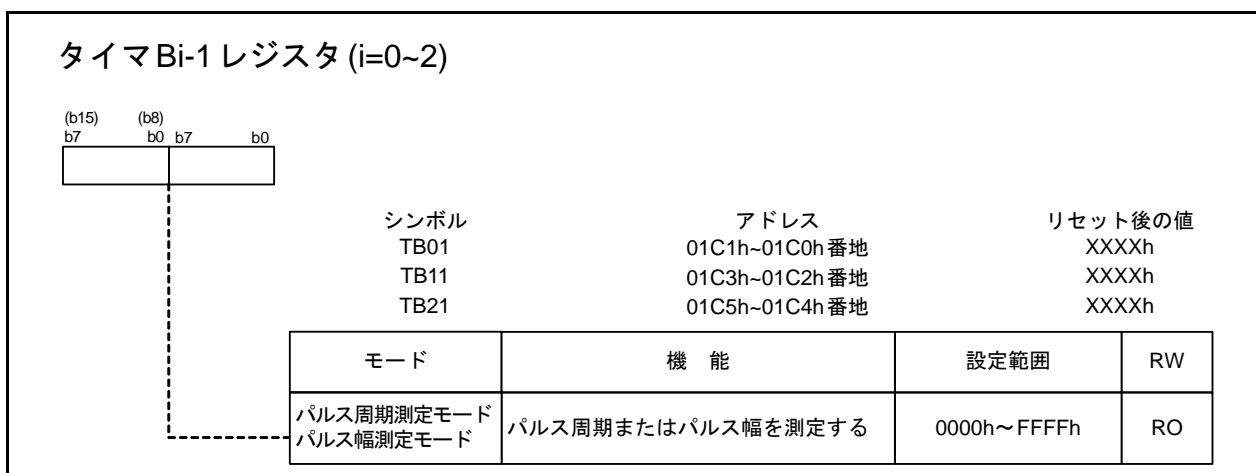 タイマBi-1レジスタ(i=0~2)
(b15) (b8)
b7 b0 b7 b0
シンボル アドレス リセット後の値
TB01 01C1h~01C0h番地 XXXXh
TB11 01C3h~01C2h番地 XXXXh
TB21 01C5h~01C4h番地 XXXXh
モード 機 能 設定範囲 RW
パルス周期測定モード
パルス幅測定モード
パルス周期またはパルス幅を測定する 0000h～FFFFh RO